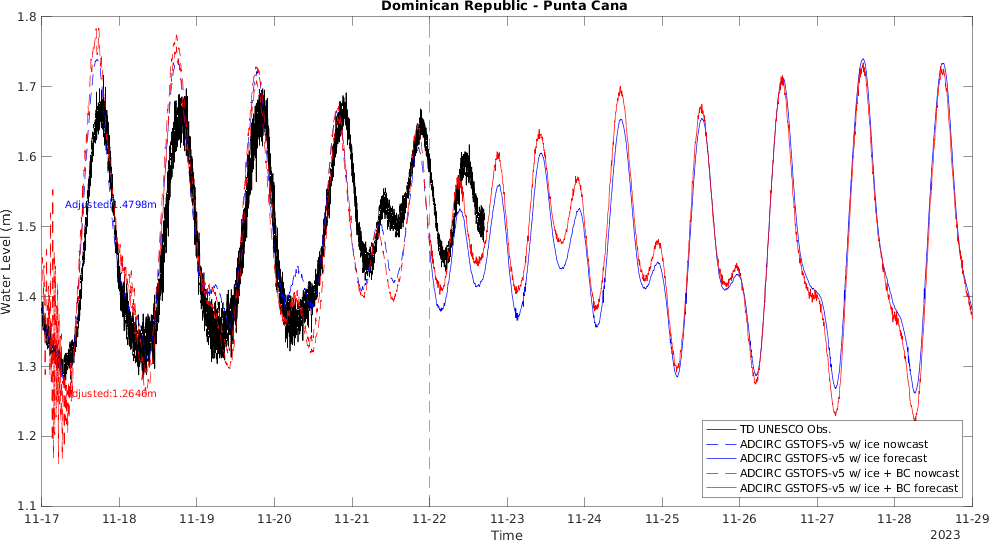 Dominican Republic - Punta Cana
Water Level (m)
1.8
1.7
1.6
1.5
1.4
1.3
1.2
1.1
Adjusted:1.4798m
Adjusted:1.2646m
TD UNESCO Obs.
ADCIRC GSTOFS-v5 w/ ice nowcast
ADCIRC GSTOFS-v5 w/ ice forecast
ADCIRC GSTOFS-v5 w/ ice + BC nowcast
ADCIRC GSTOFS-v5 w/ ice + BC forecast
11-17 11-18 11-19 11-20 11-21 11-22 11-23 11-24 11-25 11-26 11-27 11-28 11-29
Time
2023